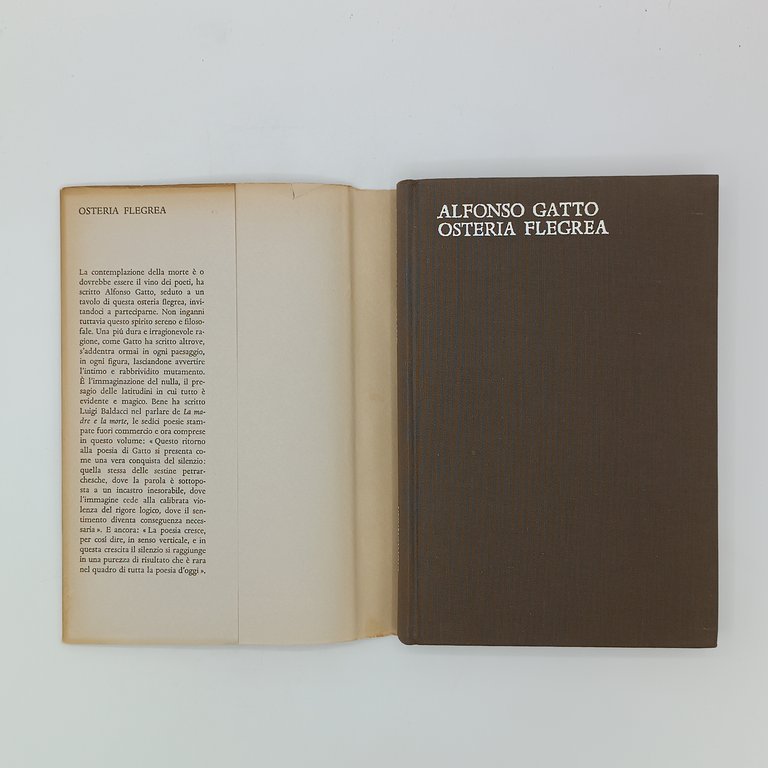 OSTERIA FLEGREA
La contemplazione della morte è o
dovrebbe essere il vino dei poeti, ha
scritto Alfonso Gatto, seduto a un
tavolo di questa osteria flegrea, invi-
tandoci a parteciparne. Non inganni
tuttavia questo spirito sereno e filoso-
fale. Una più dura e irragionevole ra-
gione, come Gatto ha scritto altrove,
s'addentra ormai in ogni paesaggio,
in ogni figura, lasciandone avvertire
l'intimo e rabbrividito mutamento.
È l'immaginazione del nulla, il pre-
sagio delle latitudini in cui tutto è
evidente e magico. Bene ha scritto
Luigi Baldacci nel parlare de La ma-
dre e la morte, le sedici poesie stam-
pate fuori commercio e ora comprese
in questo volume: « Questo ritorno
alla poesia di Gatto si presenta co-
me una vera conquista del silenzio:
quella stessa delle sestine petrar-
chesche, dove la parola è sottopo-
sta a un incastro inesorabile, dove
l'immagine cede alla calibrata vio-
lenza del rigore logico, dove il sen-
timento diventa conseguenza neces-
saria ». E ancora: « La poesia cresce,
per così dire, in senso verticale, e in
questa crescita il silenzio si raggiunge
in una purezza di risultato che è rara
nel quadro di tutta la poesia d'oggi ».
ALFONSO GATTO
OSTERIA FLEGREA